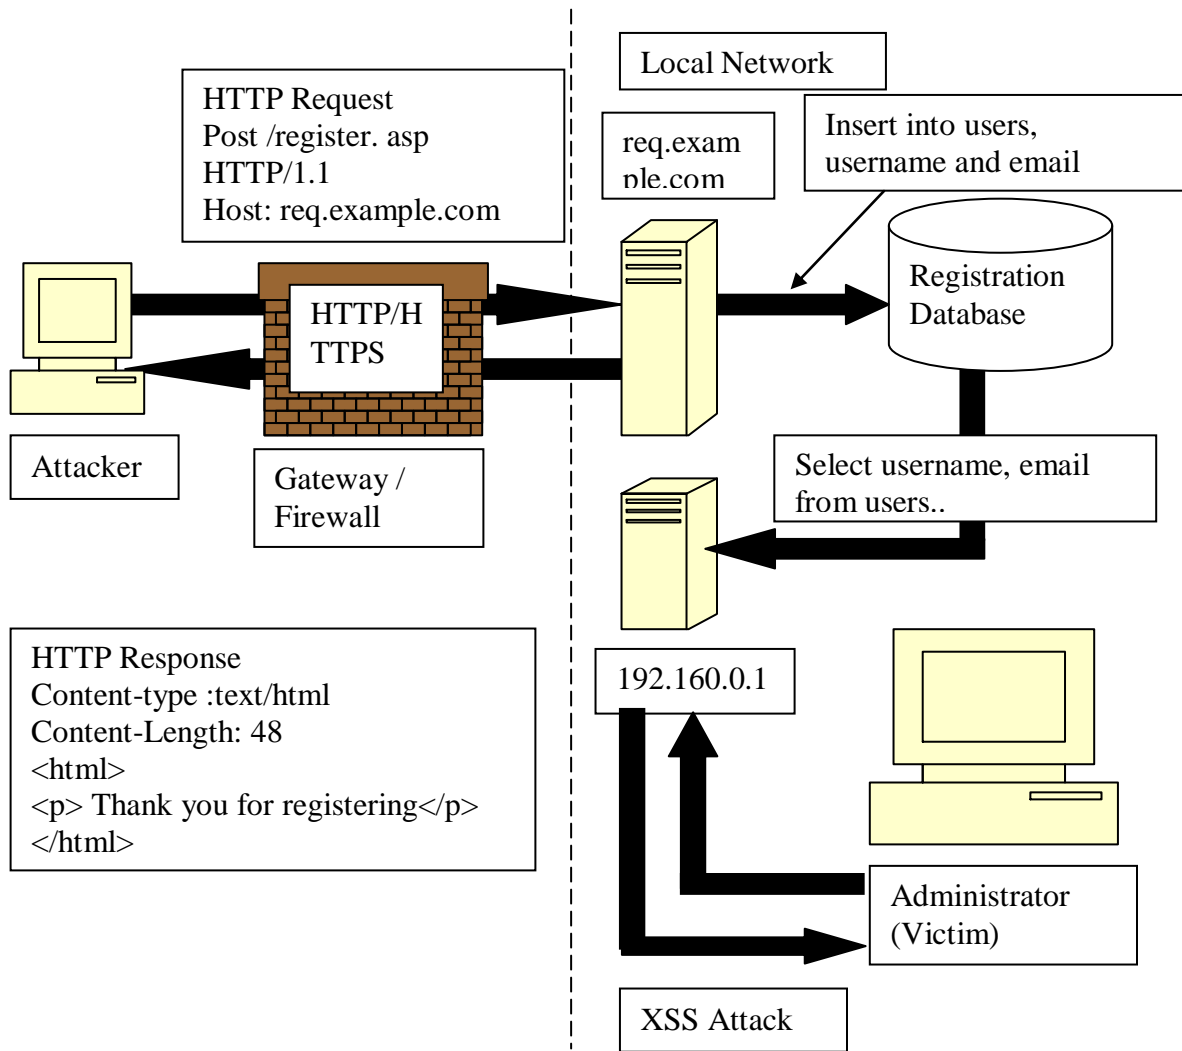 Local Network
HTTP Request
Post /register. asp
HTTP/1.1
Host: req.example.com
req.exam
ple.com
Insert into users,
username and email
HTTP/H
TTPS
Registration
Database
Attacker
Gateway /
Firewall
Select username, email
from users..
HTTP Response
Content-type :text/html
Content-Length: 48
<html>
<p> Thank you for registering</p>
</html>
192.160.0.1
Administrator
(Victim)
XSS Attack